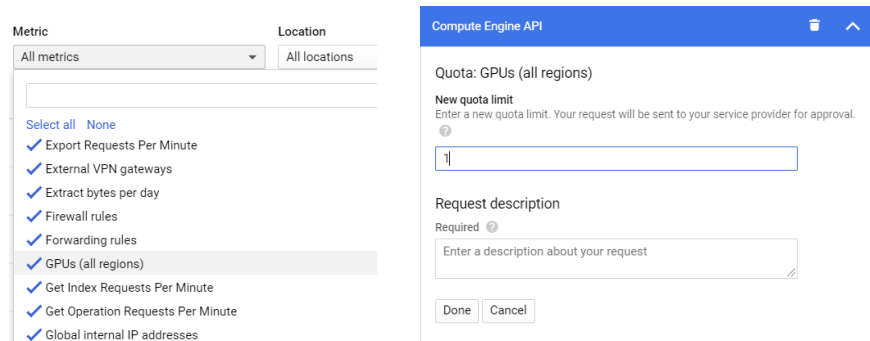 Metric
Location
All metrics
All locations
Select all None
Export Requests Per Minute
External VPN gateways
Extract bytes per day
Firewall rules
Forwarding rules
GPUs (all regions)
Get Index Requests Per Minute
Get Operation Requests Per Minute
Global internal IP addresses
Compute Engine API
Quota: GPUs (all regions)
New quota limit
Enter a new quota limit. Your request will be sent to your service provider for approval.
?
1
Request description
Required ?
Enter a description about your request
Done Cancel